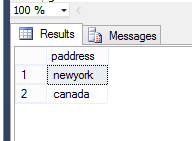 100 %
Results Messages
paddress
1 newyork
2 canada